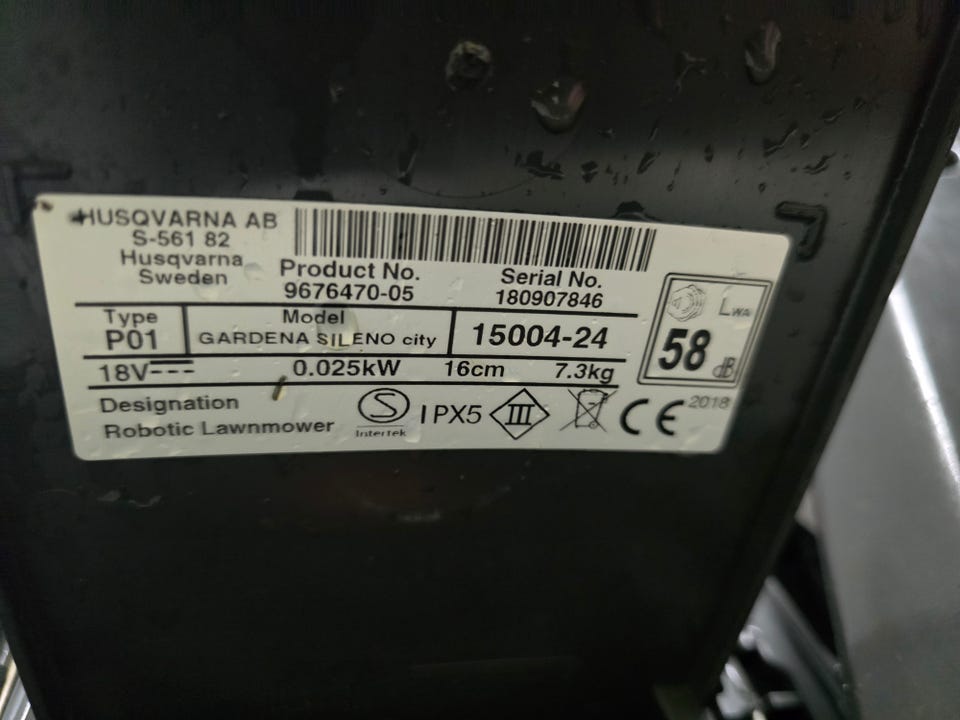 HUSQVARNA AB
S-561 82
Husqvarna
Sweden
Product No.
9676470-05
Serial No.
180907846
Type
P01
Model
GARDENA SILENO city
15004-24
18V
0.025kW 16cm 7.3kg
LWA
58 dB
Designation
Robotic Lawnmower
S
Intertek
IPX5
III
CE 2018